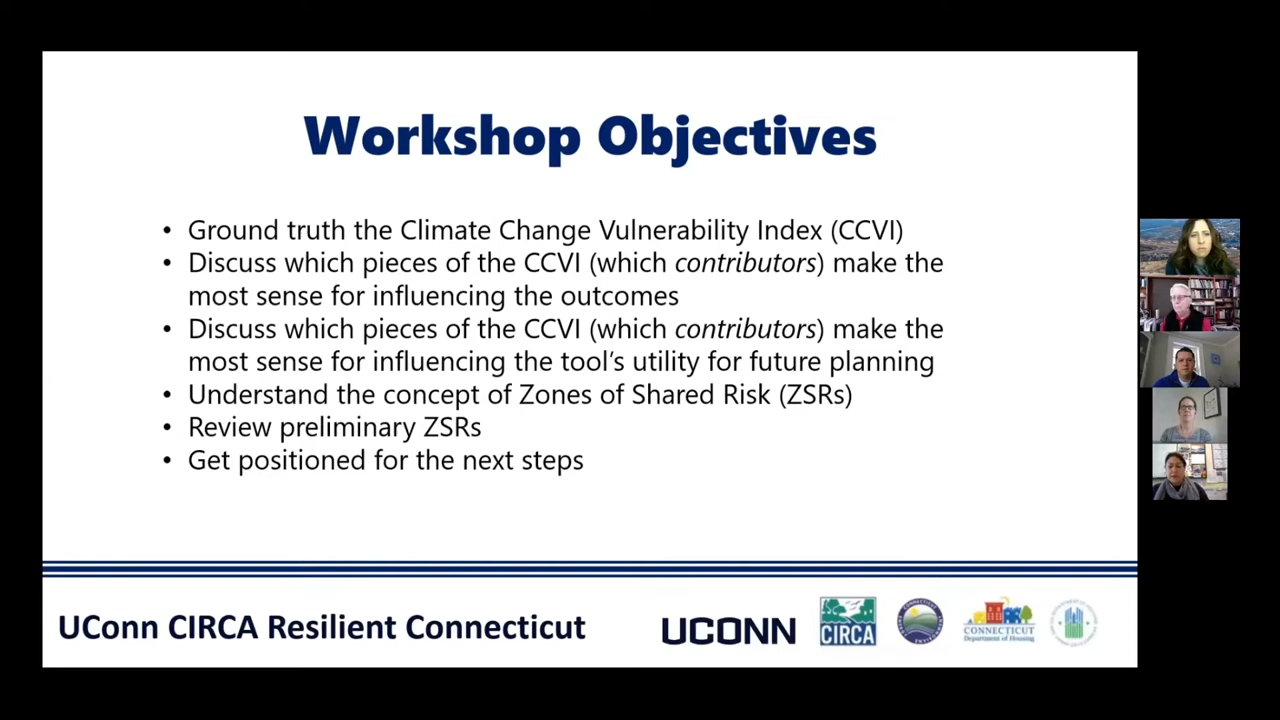 Workshop Objectives
• Ground truth the Climate Change Vulnerability Index (CCVI)
• Discuss which pieces of the CCVI (which contributors) make the
most sense for influencing the outcomes
• Discuss which pieces of the CCVI (which contributors) make the
most sense for influencing the tool's utility for future planning
• Understand the concept of Zones of Shared Risk (ZSRs)
• Review preliminary ZSRs
• Get positioned for the next steps
UConn CIRCA Resilient Connecticut
UCONN
CIRCA
CONNECTICUT
Department of Housing